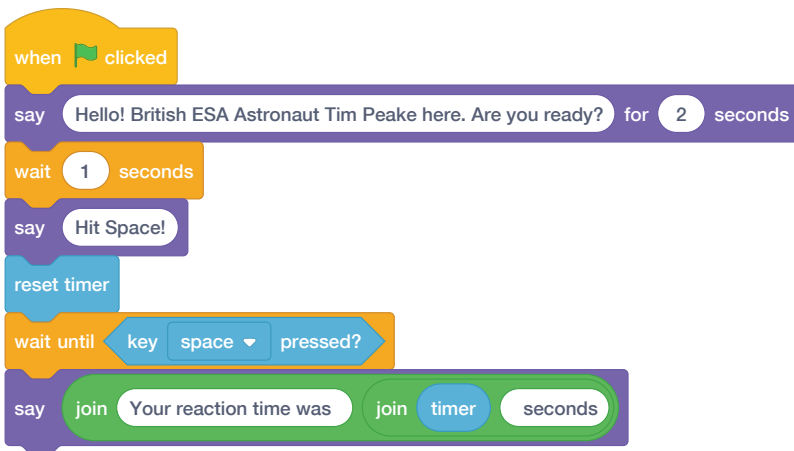 when clicked
say Hello! British ESA Astronaut Tim Peake here. Are you ready? for 2 seconds
wait 1 seconds
say Hit Space!
reset timer
wait until key space pressed?
say join Your reaction time was join timer seconds